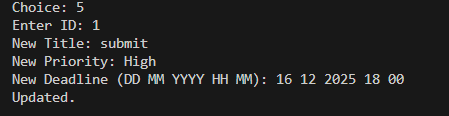 Choice: 5
Enter ID: 1
New Title: submit
New Priority: High
New Deadline (DD MM YYYY HH MM): 16 12 2025 18 00
Updated.